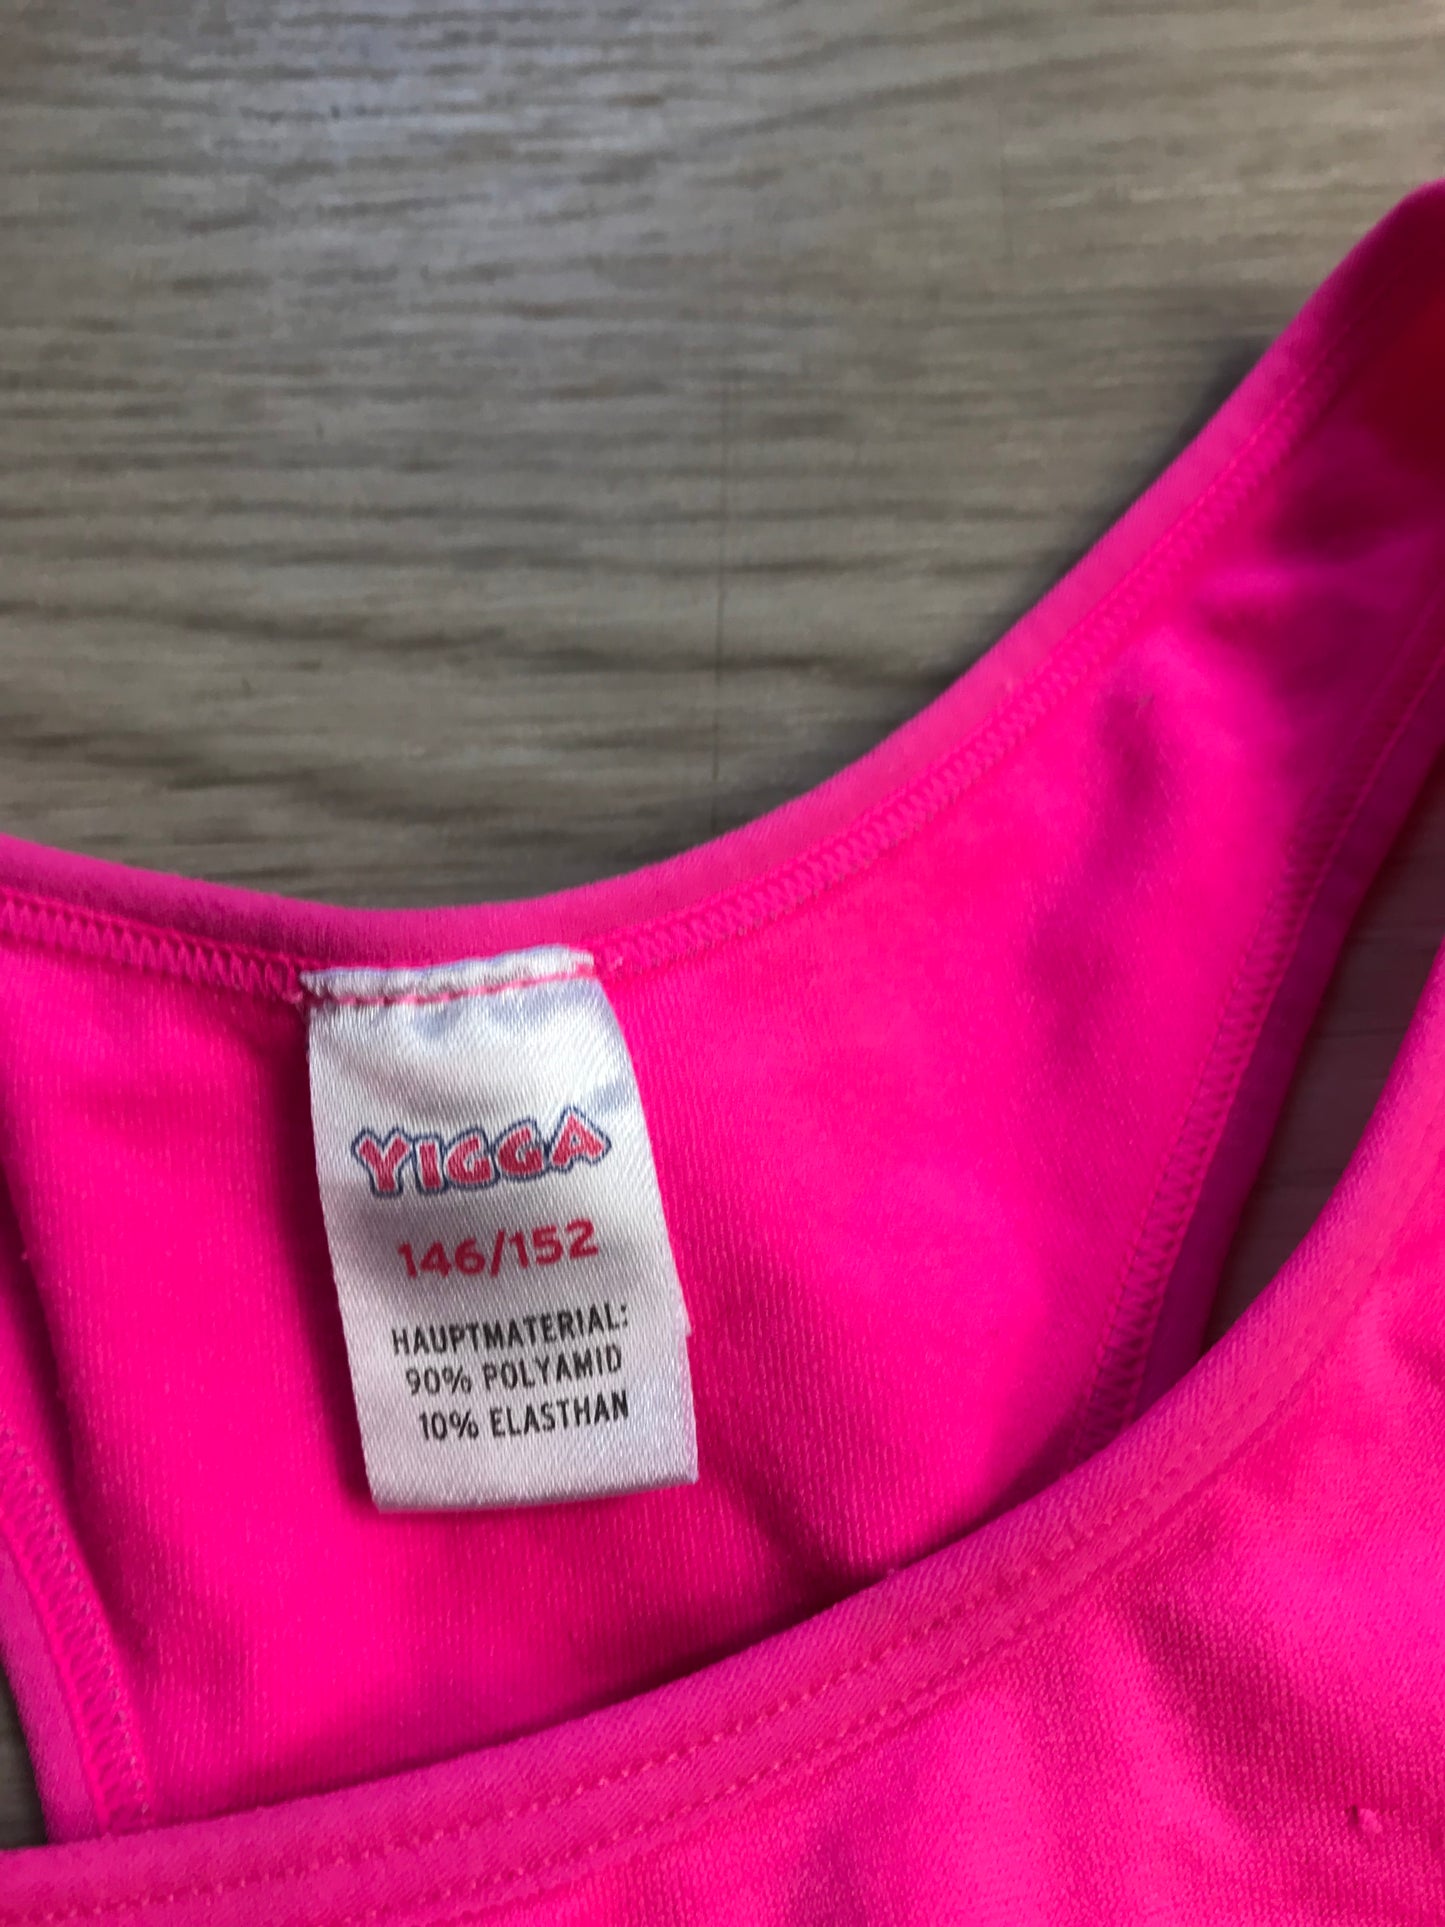 YIGGA
146/152
HAUPTMATERIAL:
90% POLYAMID
10% ELASTHAN